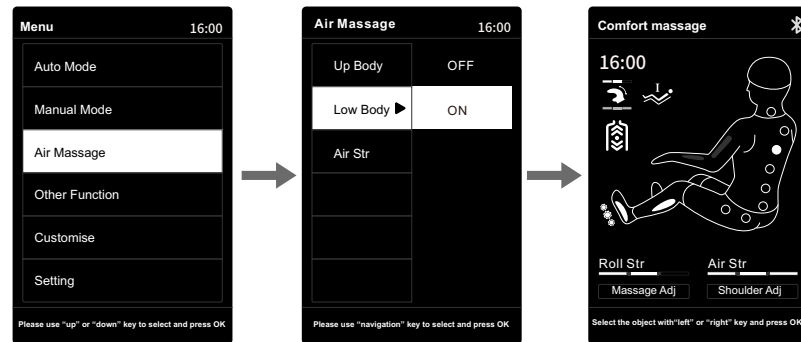 Menu 16:00
Auto Mode
Manual Mode
Air Massage
Other Function
Customise
Setting
Please use “up” or “down” key to select and press OK
Air Massage 16:00
Up Body OFF
Low Body ON
Air Str
Please use “navigation” key to select and press OK
Comfort massage
16:00
I
Roll Str Air Str
Massage Adj Shoulder Adj
Select the object with“left” or “right” key and press OK